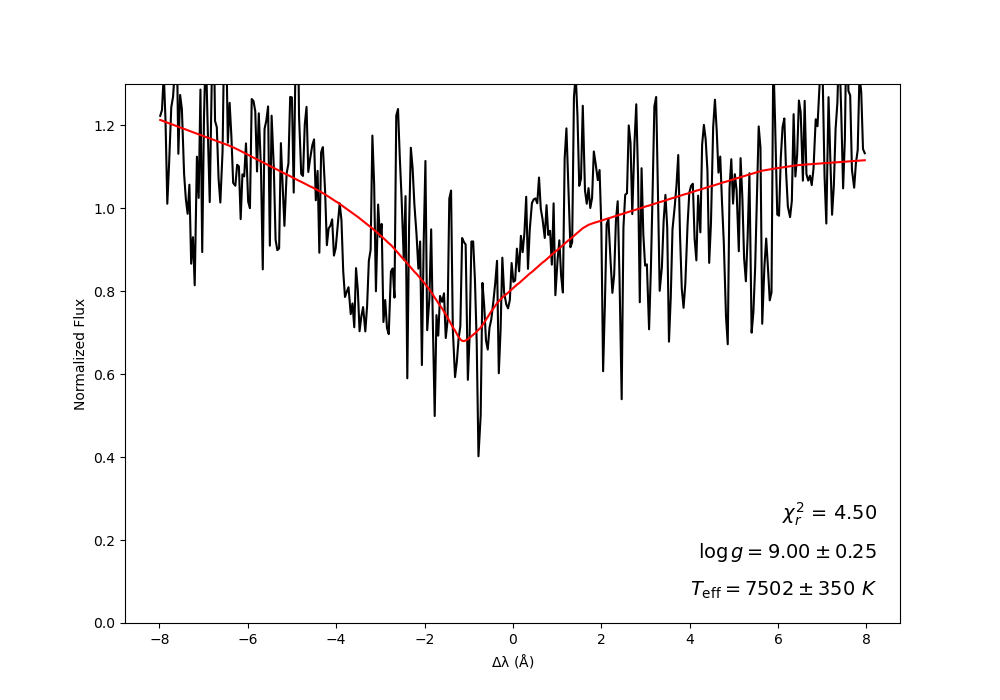 1.2
1.0
0.8
0.6
0.4
0.2
0.0
Normalized Flux
χ²ᵣ = 4.50
log g = 9.00 ± 0.25
T_eff = 7502 ± 350 K
−8 −6 −4 −2 0 2 4 6 8
Δλ (Å)